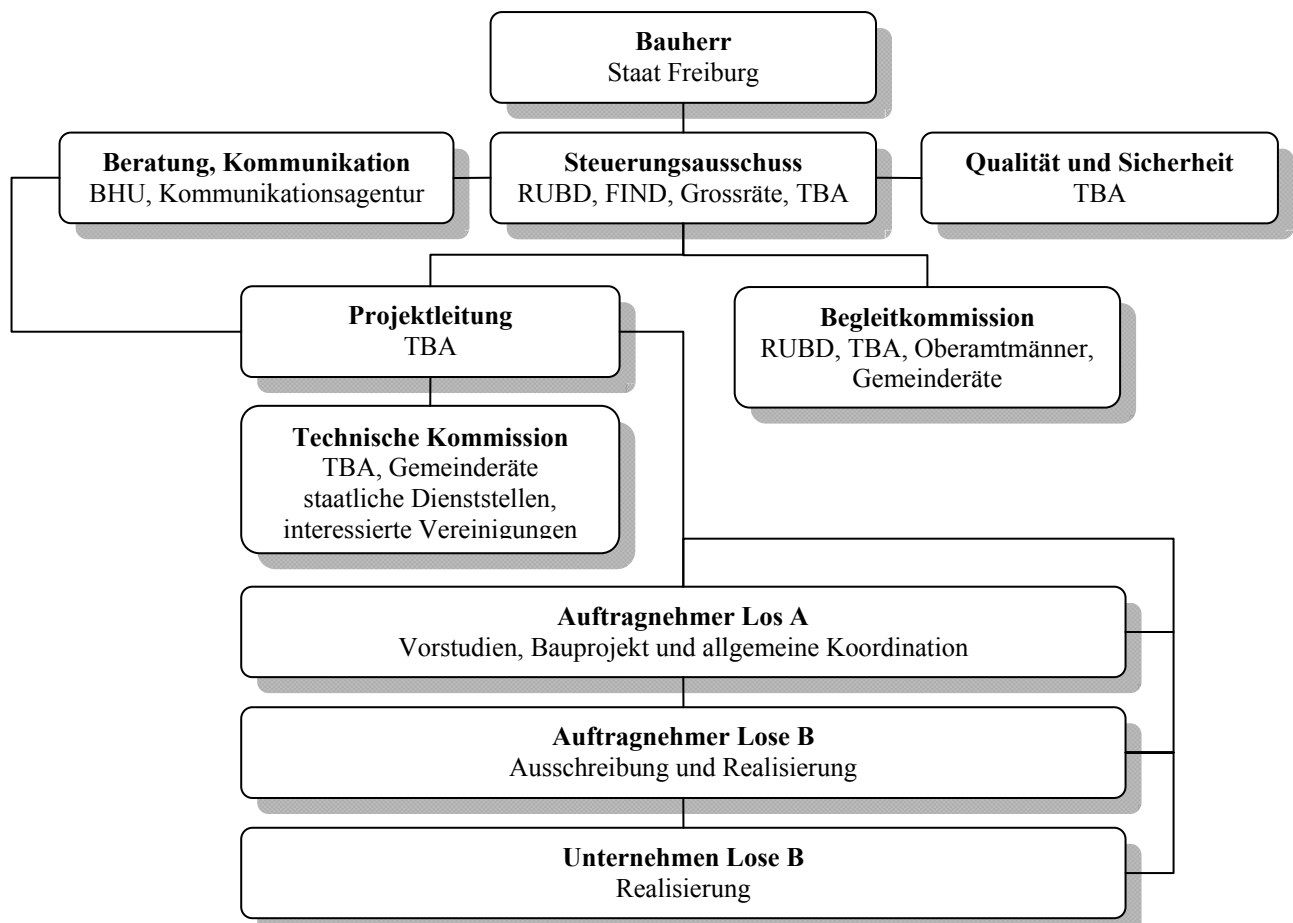 Bauherr
Staat Freiburg
Beratung, Kommunikation
BHU, Kommunikationsagentur
Steuerungsausschuss
RUBD, FIND, Grossräte, TBA
Qualität und Sicherheit
TBA
Projektleitung
TBA
Begleitkommission
RUBD, TBA, Oberamtmänner,
Gemeinderäte
Technische Kommission
TBA, Gemeinderäte
staatliche Dienststellen,
interessierte Vereinigungen
Auftragnehmer Los A
Vorstudien, Bauprojekt und allgemeine Koordination
Auftragnehmer Lose B
Ausschreibung und Realisierung
Unternehmen Lose B
Realisierung